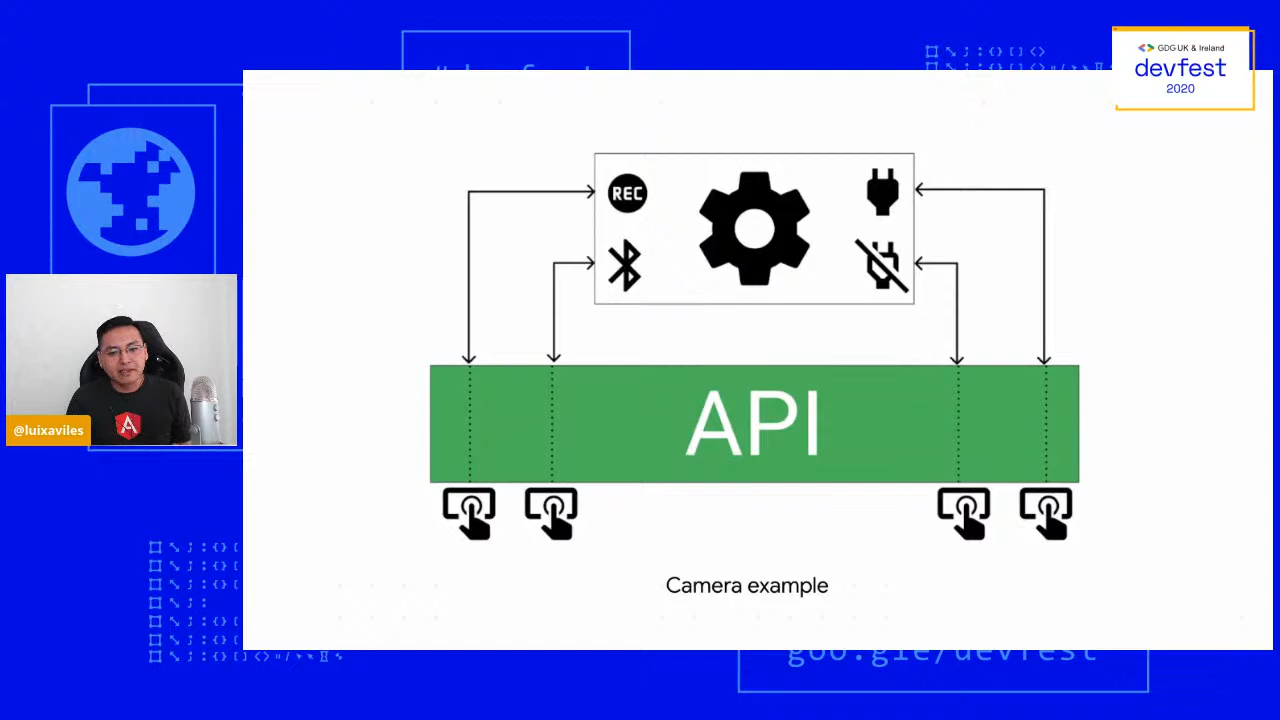 GDG UK & Ireland
devfest
2020
REC
API
@luixaviles
Camera example
goo.gle/devfest